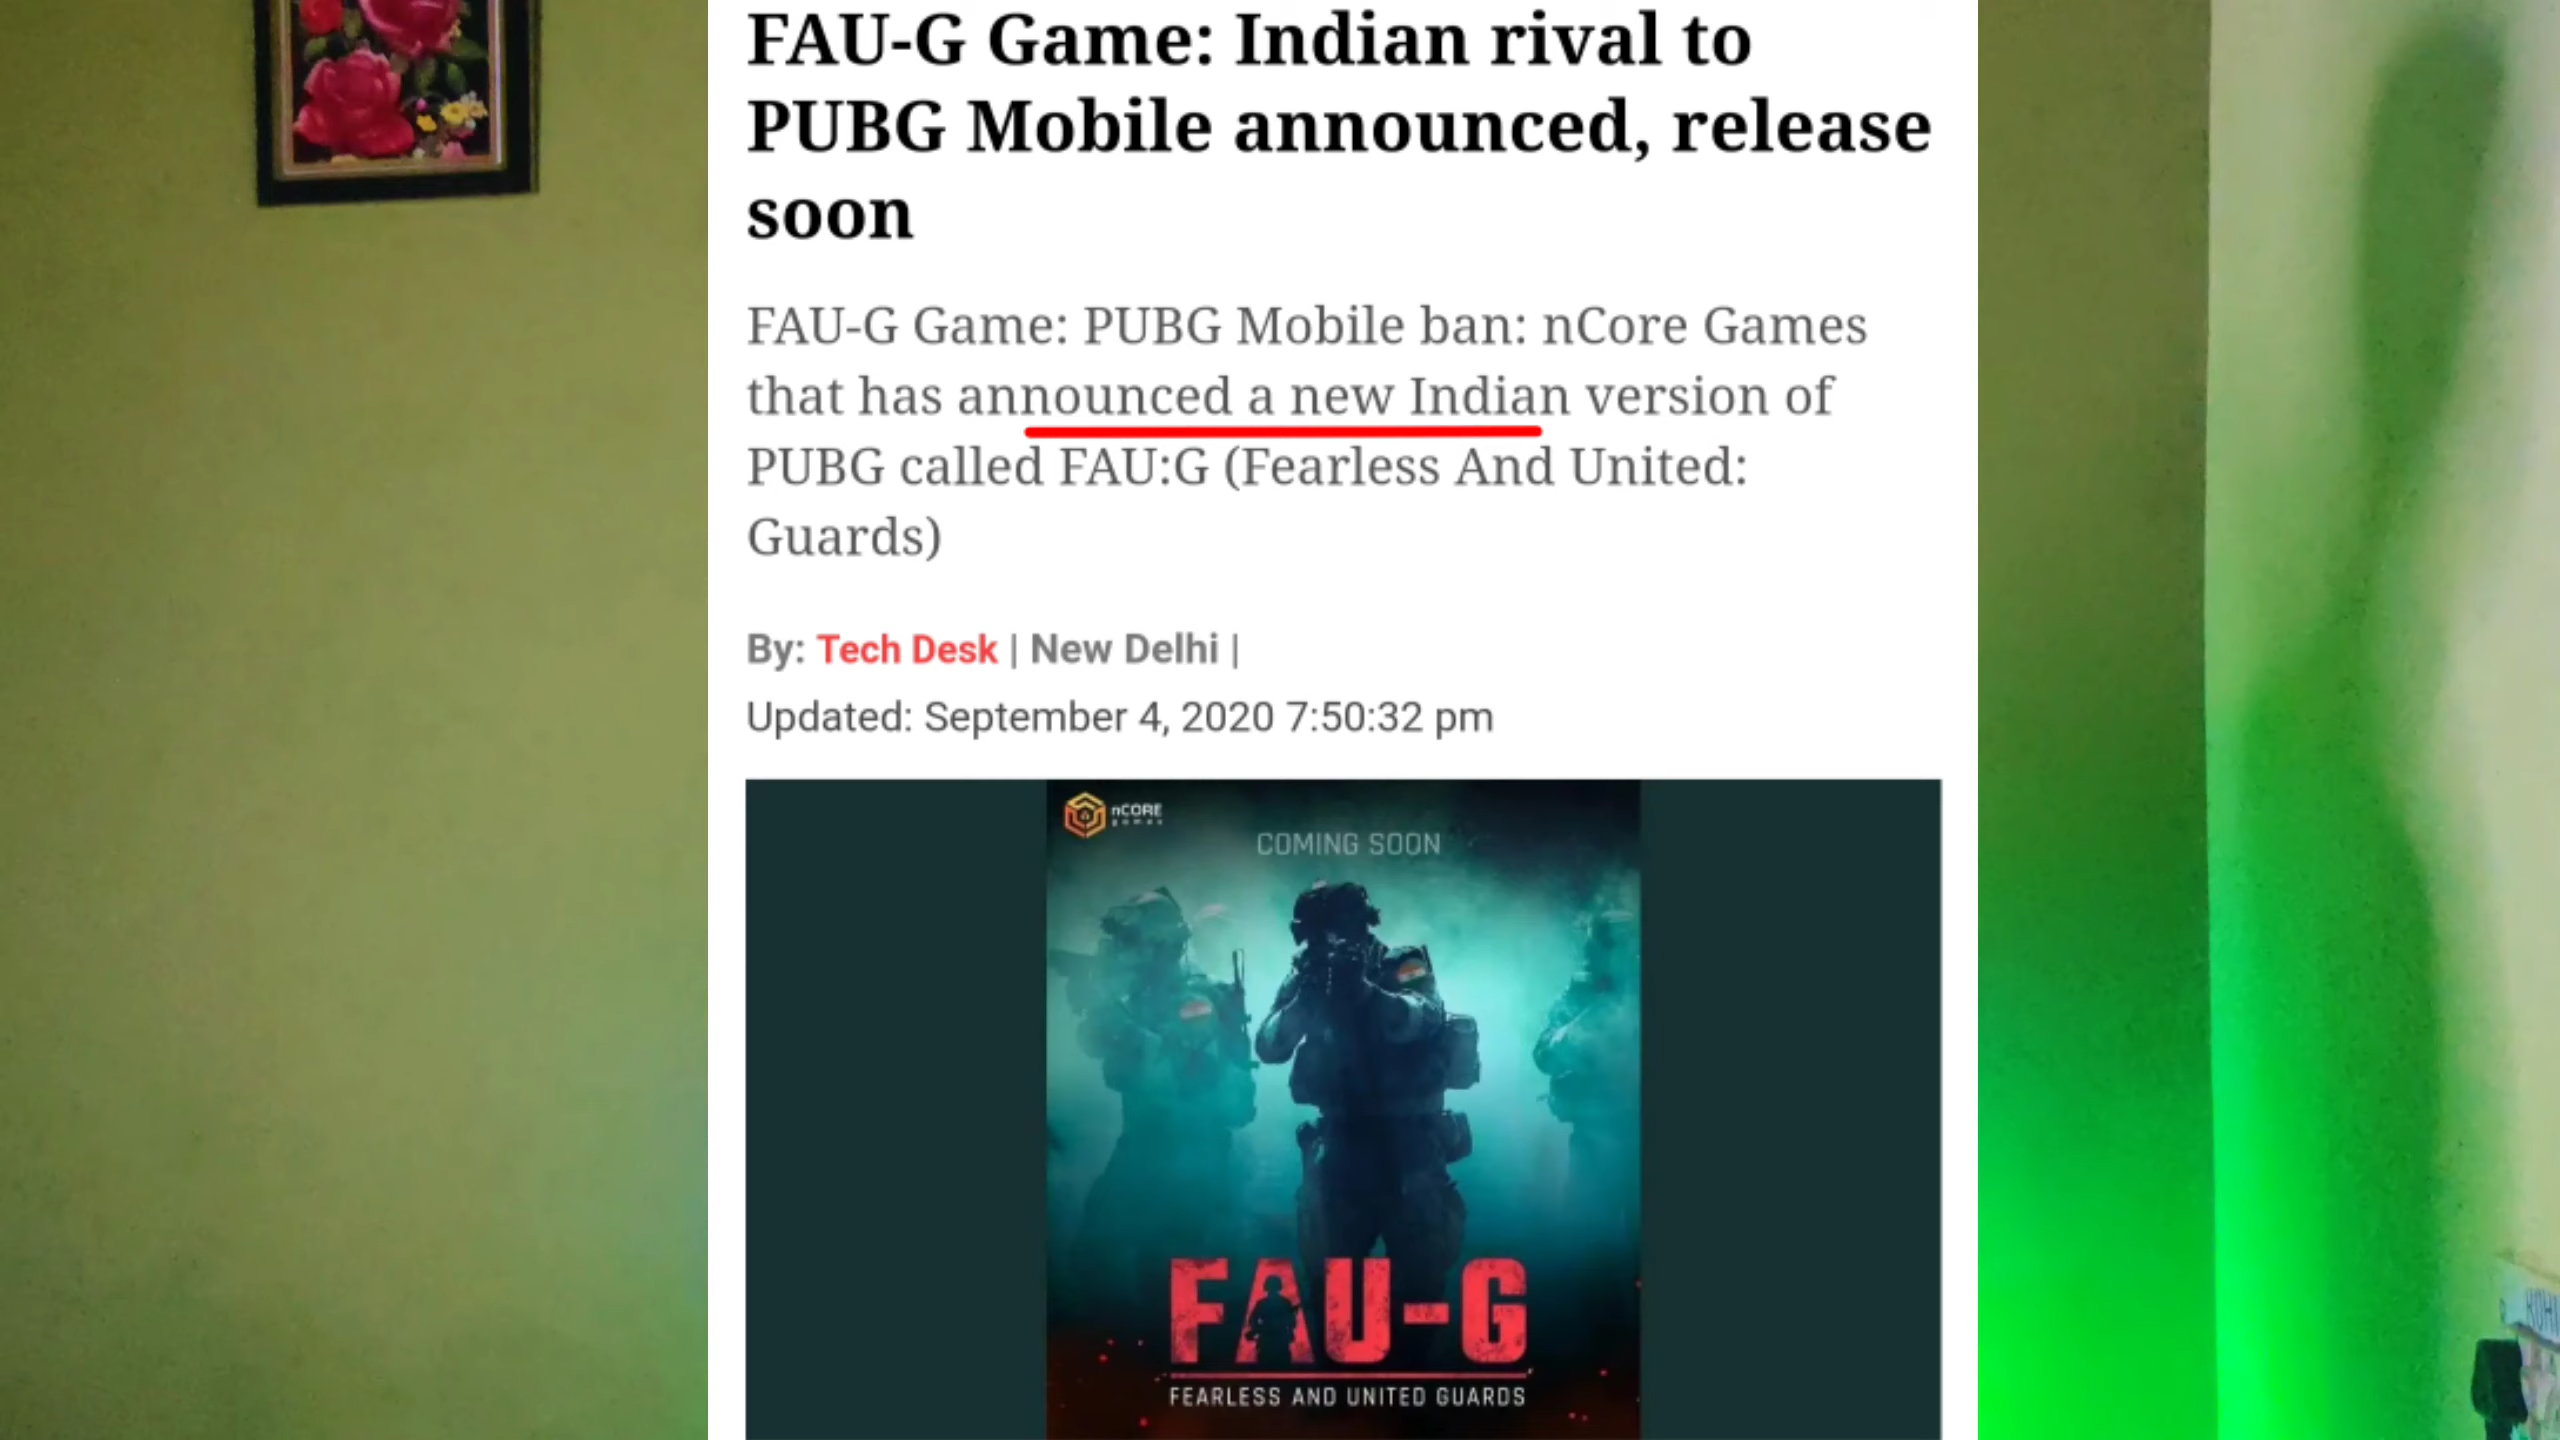 FAU-G Game: Indian rival to
PUBG Mobile announced, release
soon
FAU-G Game: PUBG Mobile ban: nCore Games
that has announced a new Indian version of
PUBG called FAU:G (Fearless And United:
Guards)
By: Tech Desk | New Delhi |
Updated: September 4, 2020 7:50:32 pm
nCORE
games
COMING SOON
FAU-G
FEARLESS AND UNITED GUARDS